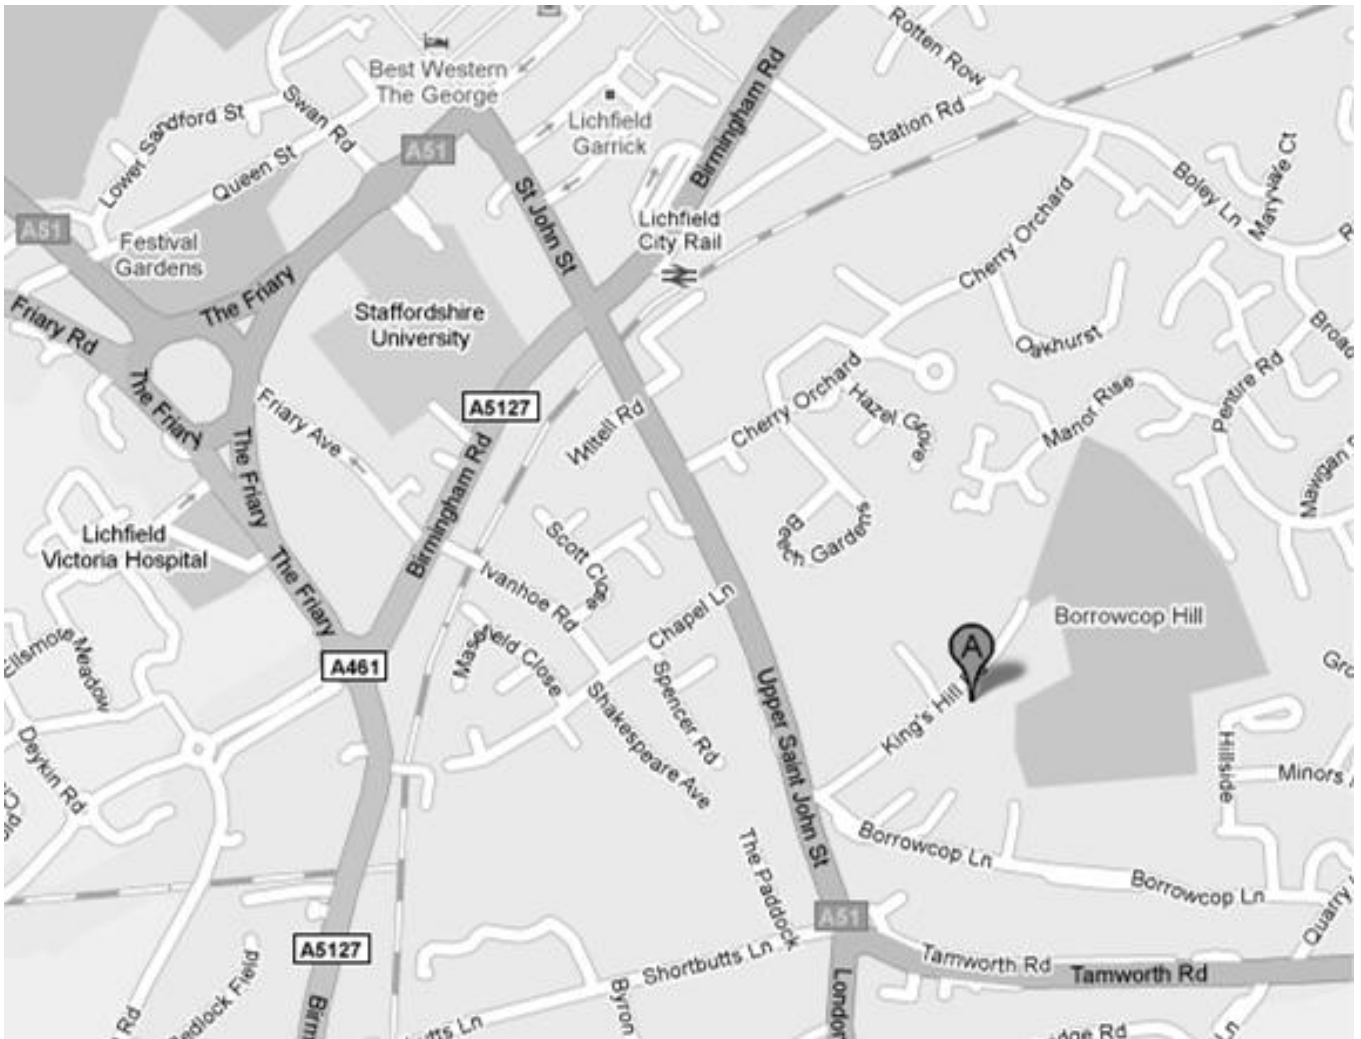 Rotten Row
Best Western
The George
Birmingham Rd
Lower Sandford St
Swan Rd
Lichfield
Garrick
Station Rd
A51
Queen St
St John St
Boley Ln
Maryvale Ct
A51
Festival
Gardens
Lichfield
City Rail
Cherry Orchard
The Friary
Friary Rd
Staffordshire
University
Oakhurst
The Friary
Friary Ave
A5127
Wittell Rd
Cherry Orchard
Hazel Grove
Manor Rise
Pentire Rd
The Friary
Birmingham Rd
Lichfield
Victoria Hospital
Scott Close
Beech Gardens
The Friary
Ivanhoe Rd
Chapel Ln
Borrowcop Hill
A
A461
Masefield Close
Spencer Rd
Shakespeare Ave
Upper Saint John St
King's Hill
Meadow
Deykin Rd
Hillside
Minors
The Paddock
Borrowcop Ln
Borrowcop Ln
Quarry
A51
A5127
Shortbutts Ln
Tamworth Rd
Tamworth Rd
Byron
London
Rd
Ln